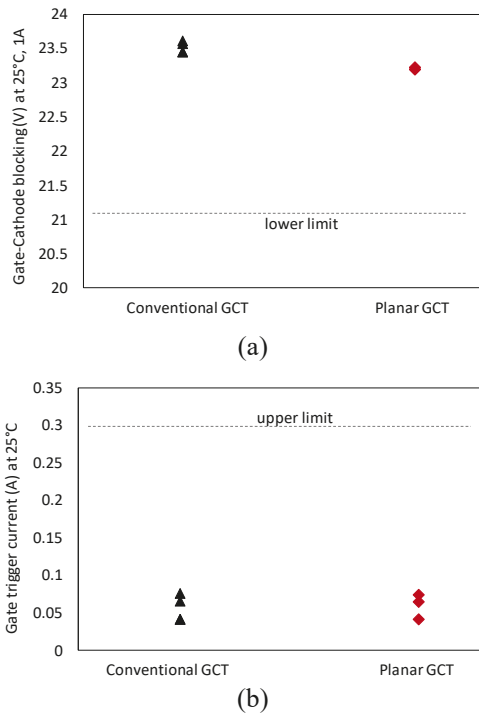 Gate-Cathode blocking(V) at 25°C, 1A
24
23.5
23
22.5
22
21.5
21
20.5
20
lower limit
Conventional GCT
Planar GCT
(a)
Gate trigger current (A) at 25°C
0.35
0.3
0.25
0.2
0.15
0.1
0.05
0
upper limit
Conventional GCT
Planar GCT
(b)